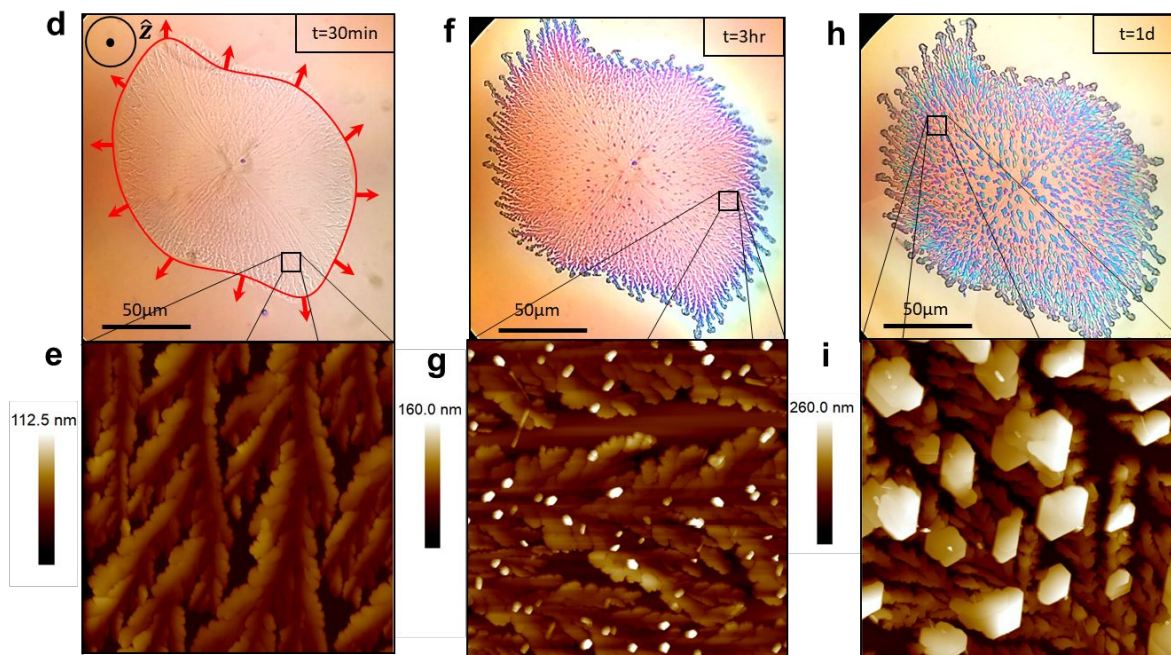 d
ẑ
t=30min
f
t=3hr
h
t=1d
50μm
50μm
50μm
e
112.5 nm
g
160.0 nm
i
260.0 nm